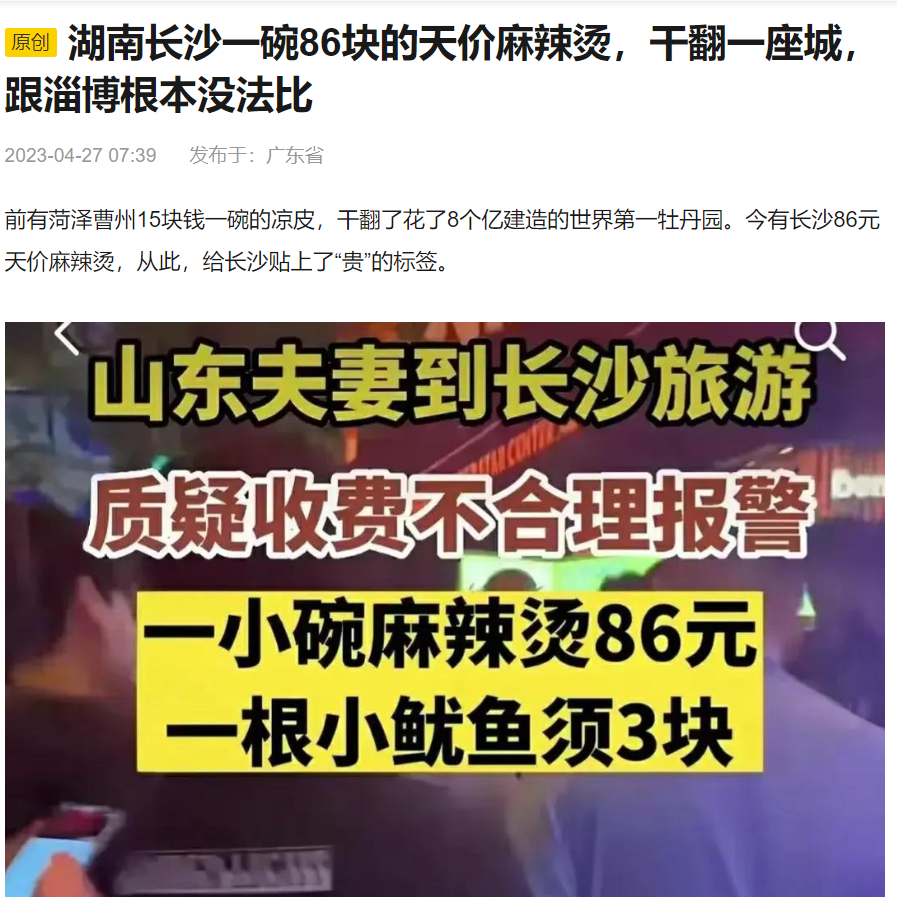 原创 湖南长沙一碗86块的天价麻辣烫，干翻一座城，
跟淄博根本没法比
2023-04-27 07:39 发布于：广东省
前有菏泽曹州15块钱一碗的凉皮，干翻了花了8个亿建造的世界第一牡丹园。今有长沙86元
天价麻辣烫，从此，给长沙贴上了“贵”的标签。
山东夫妻到长沙旅游
质疑收费不合理报警
一小碗麻辣烫86元
一根小鱿鱼须3块